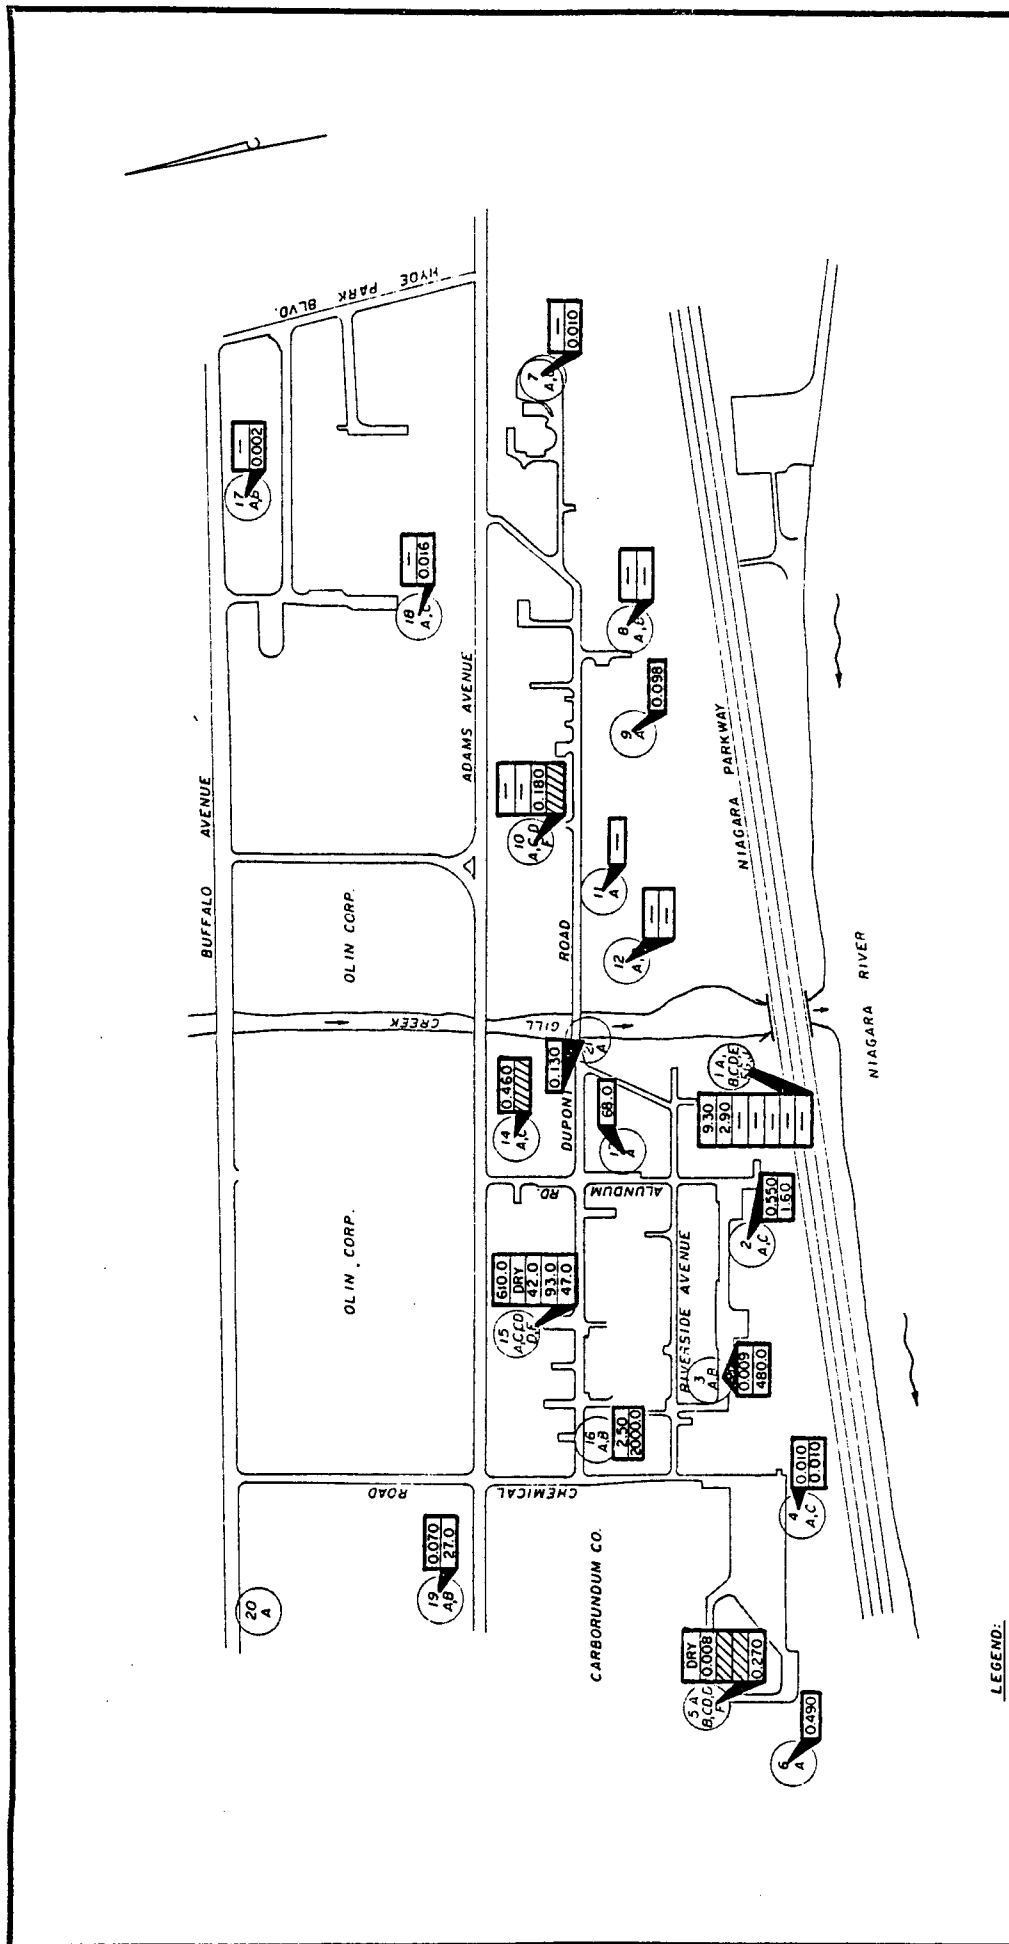 BUFFALO AVENUE
20
A
19
A,B
0.070
27.0
17
A,B
—
0.002
18
A,C
—
0.016
HYDE PARK BLVD.
OLIN CORP.
OLIN CORP.
ADAMS AVENUE
CHEMICAL ROAD
CARBORUNDUM CO.
GILL CREEK
DUPONT ROAD
ALUNDUM RD.
RIVERSIDE AVENUE
15
A,C,CD
D,F
610.0
DRY
42.0
93.0
47.0
14
A,C
0.460
0.130
21
A
10
A,C,D
F
—
—
0.180
7
—
0.010
16
A,B
2.50
2000.0
A
68.0
12
—
—
11
A
—
9
A
0.098
8
—
—
5 A
B,CD,D
F
DRY
0.008
0.270
3
A,B
0.009
480.0
2
A,C
0.550
1.60
1 A,
B,C,D,E
9.30
2.90
—
—
—
—
—
6
A
0.490
4
A,C
0.010
0.010
NIAGARA PARKWAY
NIAGARA RIVER
LEGEND: